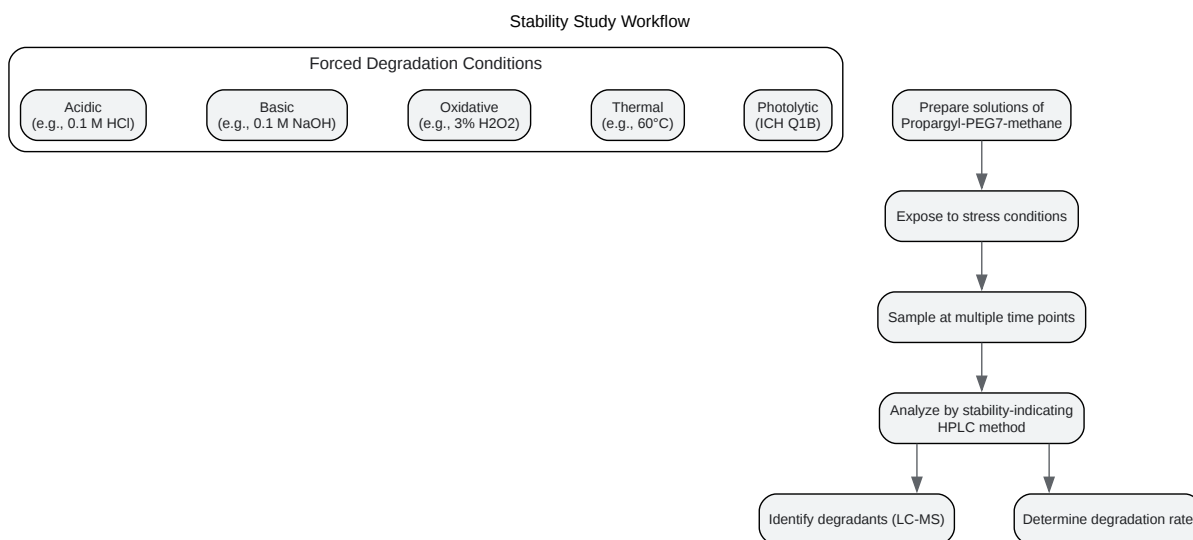 Stability Study Workflow
Forced Degradation Conditions
Acidic
(e.g., 0.1 M HCl)
Basic
(e.g., 0.1 M NaOH)
Oxidative
(e.g., 3% H2O2)
Thermal
(e.g., 60°C)
Photolytic
(ICH Q1B)
Prepare solutions of
Propargyl-PEG7-methane
Expose to stress conditions
Sample at multiple time points
Analyze by stability-indicating
HPLC method
Identify degradants (LC-MS)
Determine degradation rate